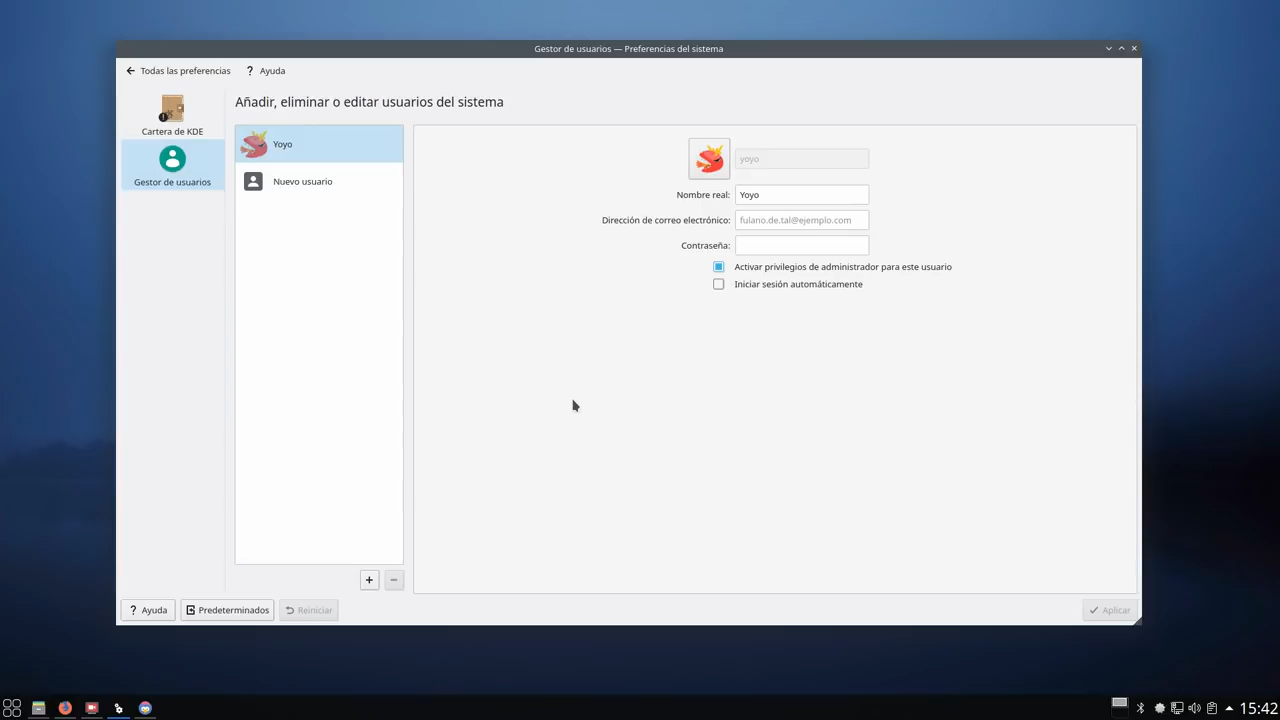 Gestor de usuarios — Preferencias del sistema
Todas las preferencias
? Ayuda
Cartera de KDE
Gestor de usuarios
Añadir, eliminar o editar usuarios del sistema
Yoyo
Nuevo usuario
yoyo
Nombre real: Yoyo
Dirección de correo electrónico: fulano.de.tal@ejemplo.com
Contraseña:
Activar privilegios de administrador para este usuario
Iniciar sesión automáticamente
? Ayuda
Predeterminados
Reiniciar
Aplicar
15:42